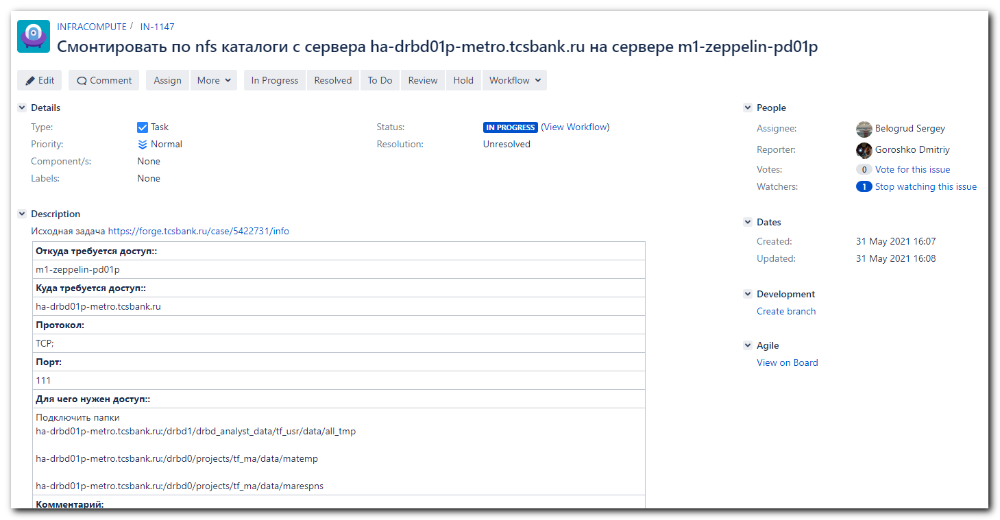 INFRACOMPUTE / IN-1147
Смонтировать по nfs каталоги с сервера ha-drbd01p-metro.tcsbank.ru на сервере m1-zeppelin-pd01p
Edit Comment Assign More In Progress Resolved To Do Review Hold Workflow
Details
Type: Task
Priority: Normal
Component/s: None
Labels: None
Status: IN PROGRESS (View Workflow)
Resolution: Unresolved
Description
Исходная задача https://forge.tcsbank.ru/case/5422731/info
Откуда требуется доступ::
m1-zeppelin-pd01p
Куда требуется доступ::
ha-drbd01p-metro.tcsbank.ru
Протокол:
TCP;
Порт:
111
Для чего нужен доступ::
Подключить папки
ha-drbd01p-metro.tcsbank.ru:/drbd1/drbd_analyst_data/tf_usr/data/all_tmp
ha-drbd01p-metro.tcsbank.ru:/drbd0/projects/tf_ma/data/matemp
ha-drbd01p-metro.tcsbank.ru:/drbd0/projects/tf_ma/data/marespns
Комментарий:
People
Assignee: Belogrud Sergey
Reporter: Goroshko Dmitriy
Votes: 0 Vote for this issue
Watchers: 1 Stop watching this issue
Dates
Created: 31 May 2021 16:07
Updated: 31 May 2021 16:08
Development
Create branch
Agile
View on Board